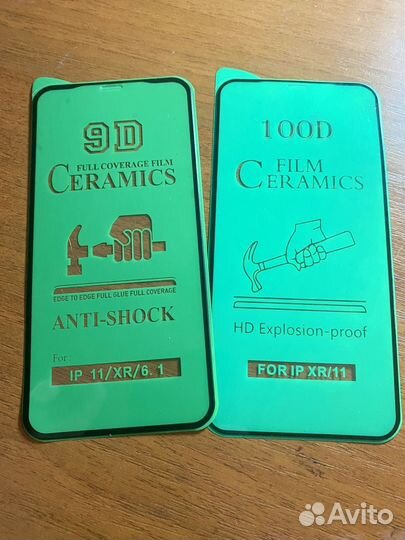 9D
FULL COVERAGE FILM
CERAMICS
EDGE TO EDGE FULL GLUE FULL COVERAGE
ANTI-SHOCK
For:
IP 11/XR/6.1
100D
FILM
CERAMICS
HD Explosion-proof
FOR IP XR/11
Avito